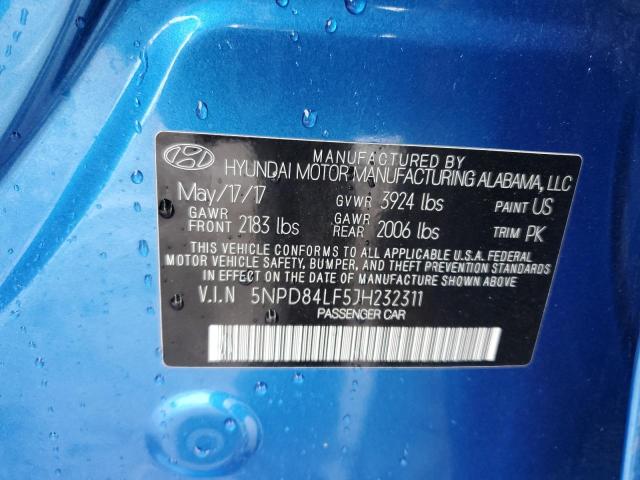 MANUFACTURED BY
HYUNDAI MOTOR MANUFACTURING ALABAMA, LLC
May/17/17 GVWR 3924 lbs PAINT US
GAWR FRONT 2183 lbs GAWR REAR 2006 lbs TRIM PK
THIS VEHICLE CONFORMS TO ALL APPLICABLE U.S.A. FEDERAL
MOTOR VEHICLE SAFETY, BUMPER, AND THEFT PREVENTION STANDARDS
IN EFFECT ON THE DATE OF MANUFACTURE SHOWN ABOVE.
V.I.N 5NPD84LF5JH232311
PASSENGER CAR